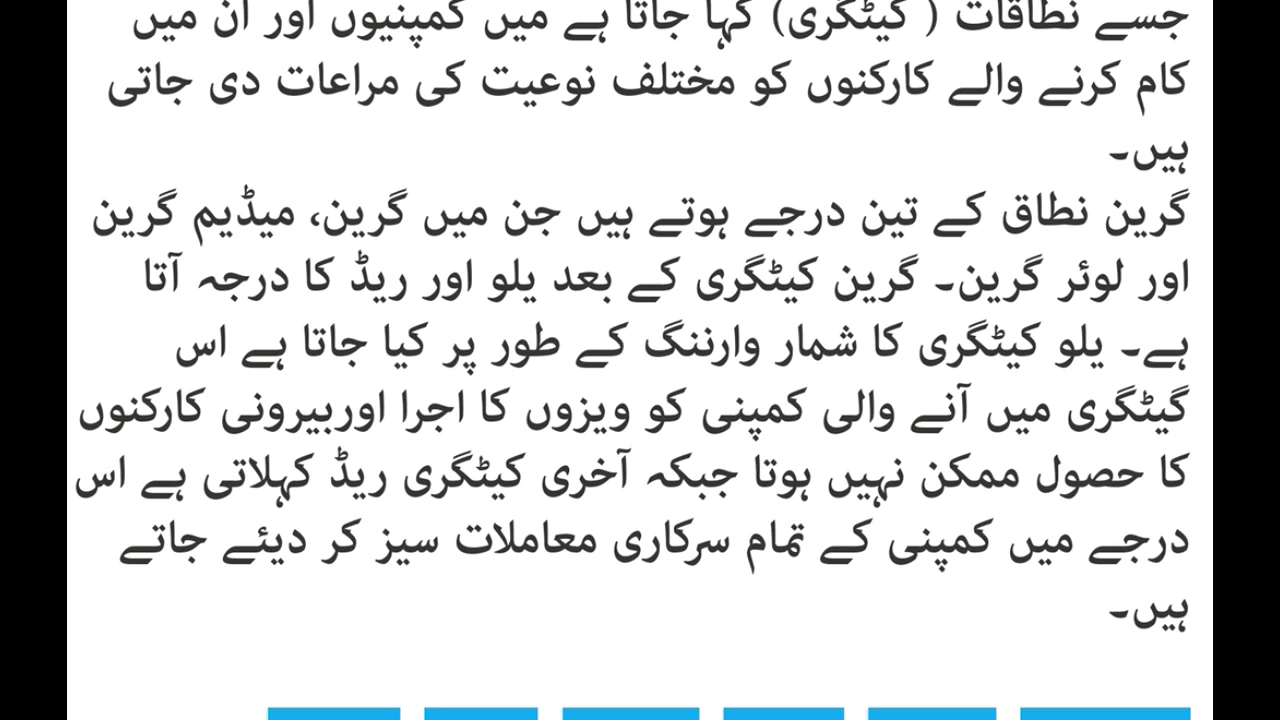 جسے نطاقات ( کیٹگری) کہا جاتا ہے میں کمپنیوں اور ان میں
کام کرنے والے کارکنوں کو مختلف نوعیت کی مراعات دی جاتی
ہیں۔
گرین نطاق کے تین درجے ہوتے ہیں جن میں گرین، میڈیم گرین
اور لوئر گرین۔ گرین کیٹگری کے بعد یلو اور ریڈ کا درجہ آتا
ہے۔ یلو کیٹگری کا شمار وارننگ کے طور پر کیا جاتا ہے اس
گیٹگری میں آنے والی کمپنی کو ویزوں کا اجرا اوربیرونی کارکنوں
کا حصول ممکن نہیں ہوتا جبکہ آخری کیٹگری ریڈ کہلاتی ہے اس
درجے میں کمپنی کے تمام سرکاری معاملات سیز کر دیئے جاتے
ہیں۔